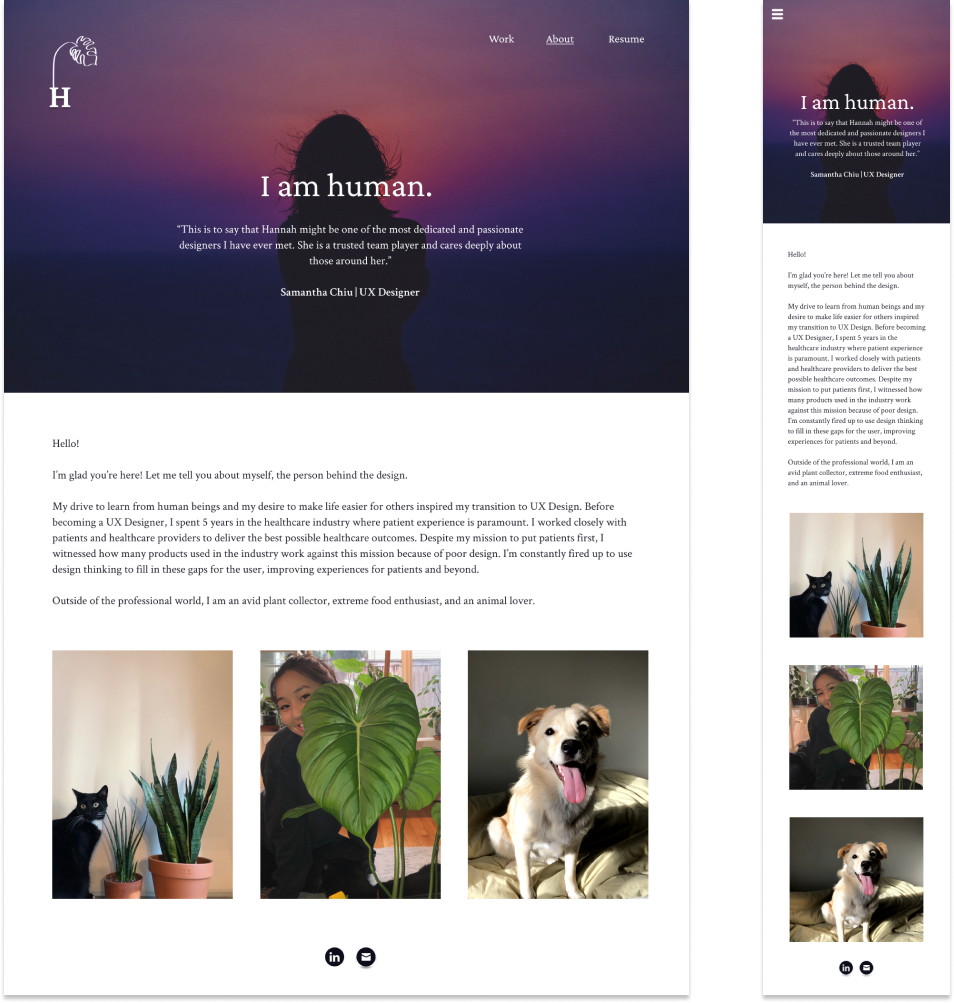 Work About Resume
H
I am human.
“This is to say that Hannah might be one of the most dedicated and passionate
designers I have ever met. She is a trusted team player and cares deeply about
those around her.”
Samantha Chiu | UX Designer
Hello!
I'm glad you're here! Let me tell you about myself, the person behind the design.
My drive to learn from human beings and my desire to make life easier for others inspired my transition to UX Design. Before
becoming a UX Designer, I spent 5 years in the healthcare industry where patient experience is paramount. I worked closely with
patients and healthcare providers to deliver the best possible healthcare outcomes. Despite my mission to put patients first, I
witnessed how many products used in the industry work against this mission because of poor design. I'm constantly fired up to use
design thinking to fill in these gaps for the user, improving experiences for patients and beyond.
Outside of the professional world, I am an avid plant collector, extreme food enthusiast, and an animal lover.
in
I am human.
“This is to say that Hannah might be one of
the most dedicated and passionate designers I
have ever met. She is a trusted team player
and cares deeply about those around her.”
Samantha Chiu | UX Designer
Hello!
I'm glad you're here! Let me tell you about
myself, the person behind the design.
My drive to learn from human beings and my
desire to make life easier for others inspired
my transition to UX Design. Before becoming
a UX Designer, I spent 5 years in the
healthcare industry where patient experience
is paramount. I worked closely with patients
and healthcare providers to deliver the best
possible healthcare outcomes. Despite my
mission to put patients first, I witnessed how
many products used in the industry work
against this mission because of poor design.
I'm constantly fired up to use design thinking
to fill in these gaps for the user, improving
experiences for patients and beyond.
Outside of the professional world, I am an
avid plant collector, extreme food enthusiast,
and an animal lover.
in